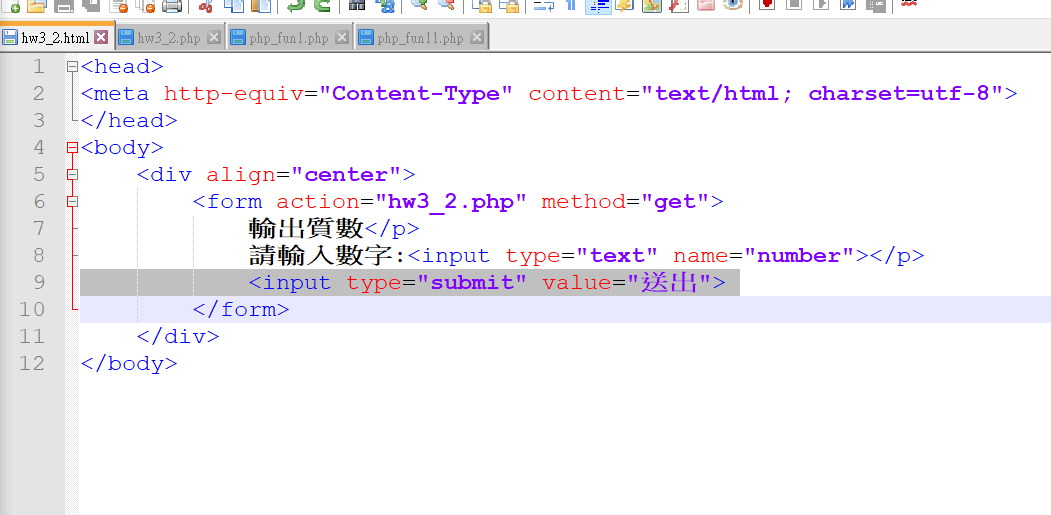 hw3_2.html hw3_2.php php_fun1.php php_fun11.php
1 <head>
2 <meta http-equiv="Content-Type" content="text/html; charset=utf-8">
3 </head>
4 <body>
5 <div align="center">
6 <form action="hw3_2.php" method="get">
7 輸出質數</p>
8 請輸入數字:<input type="text" name="number"></p>
9 <input type="submit" value="送出">
10 </form>
11 </div>
12 </body>